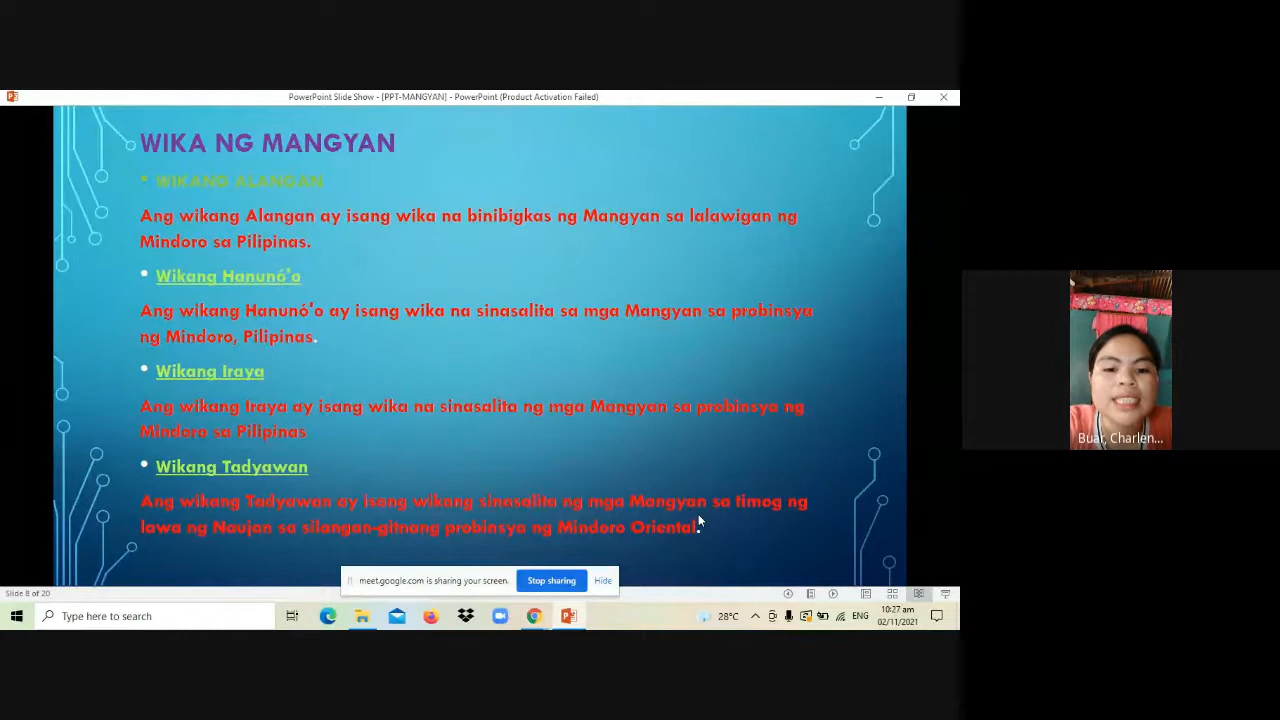 PowerPoint Slide Show - [PPT-MANGYAN] - PowerPoint (Product Activation Failed)
WIKA NG MANGYAN
• WIKANG ALANGAN
Ang wikang Alangan ay isang wika na binibigkas ng Mangyan sa lalawigan ng
Mindoro sa Pilipinas.
• Wikang Hanunó'o
Ang wikang Hanunó'o ay isang wika na sinasalita sa mga Mangyan sa probinsya
ng Mindoro, Pilipinas.
• Wikang Iraya
Ang wikang Iraya ay isang wika na sinasalita ng mga Mangyan sa probinsya ng
Mindoro sa Pilipinas
• Wikang Tadyawan
Ang wikang Tadyawan ay isang wikang sinasalita ng mga Mangyan sa timog ng
lawa ng Naujan sa silangan-gitnang probinsya ng Mindoro Oriental.
Buar, Charlen...
meet.google.com is sharing your screen.
Stop sharing
Hide
Slide 8 of 20
Type here to search
28°C
ENG
10:27 am
02/11/2021